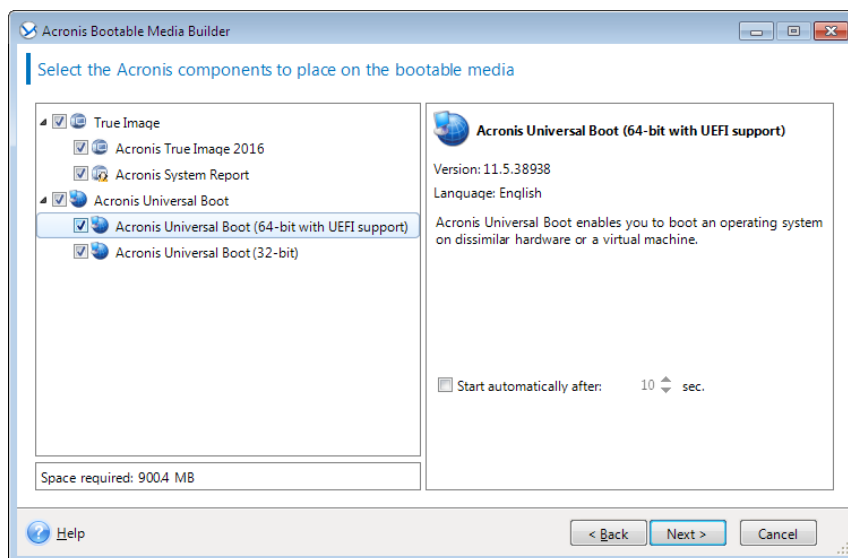 Acronis Bootable Media Builder
Select the Acronis components to place on the bootable media
True Image
Acronis True Image 2016
Acronis System Report
Acronis Universal Boot
Acronis Universal Boot (64-bit with UEFI support)
Acronis Universal Boot (32-bit)
Space required: 900.4 MB
Acronis Universal Boot (64-bit with UEFI support)
Version: 11.5.38938
Language: English
Acronis Universal Boot enables you to boot an operating system
on dissimilar hardware or a virtual machine.
Start automatically after: 10 sec.
Help
< Back Next > Cancel